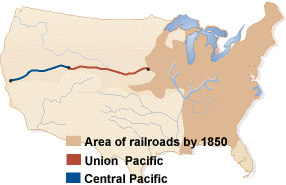 Area of railroads by 1850
Union Pacific
Central Pacific